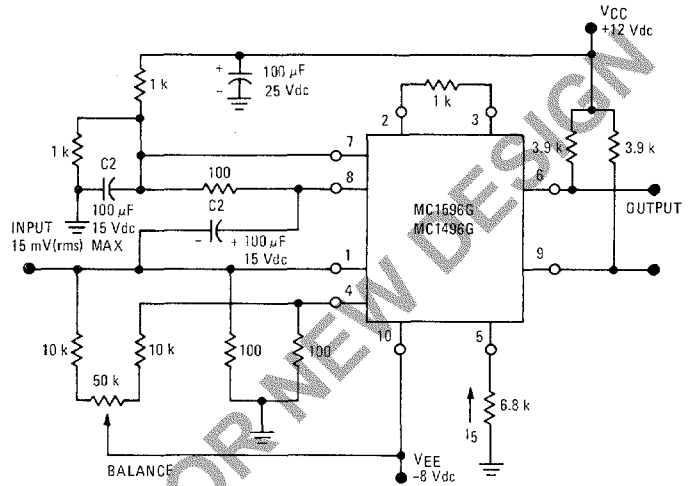 VCC
+12 Vdc
+
100 µF
-
25 Vdc
1 k
1 k
2
3
3.9 k
3.9 k
1 k
C2
7
100
8
6
100 µF
15 Vdc
C2
MC1596G
MC1496G
OUTPUT
INPUT
15 mV(rms) MAX
- + 100 µF
15 Vdc
1
9
4
10
5
10 k
10 k
100
100
50 k
6.8 k
I5
BALANCE
VEE
-8 Vdc
OR NEW DESIGN